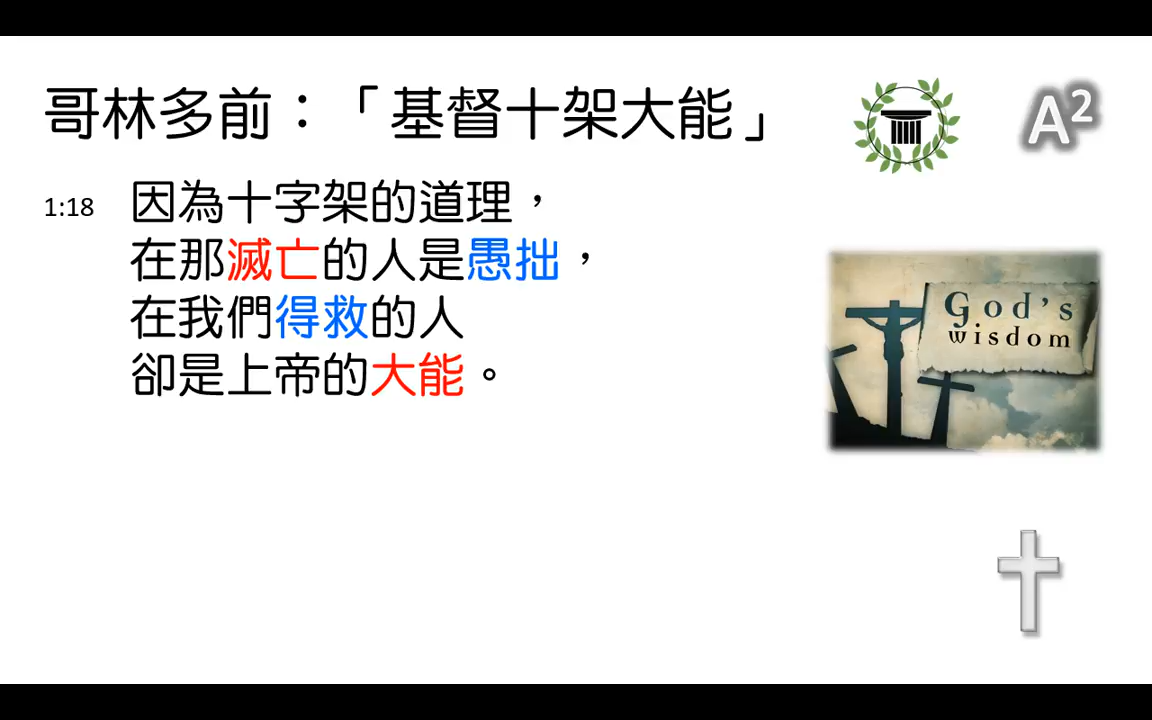 哥林多前：「基督十架大能」
A²
1:18 因為十字架的道理，
在那滅亡的人是愚拙，
在我們得救的人
卻是上帝的大能。
God's
wisdom